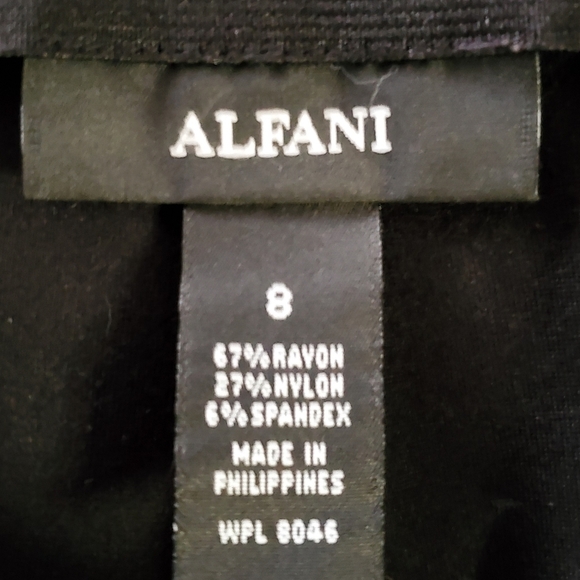 ALFANI
8
67% RAYON
27% NYLON
6% SPANDEX
MADE IN
PHILIPPINES
WPL 8046